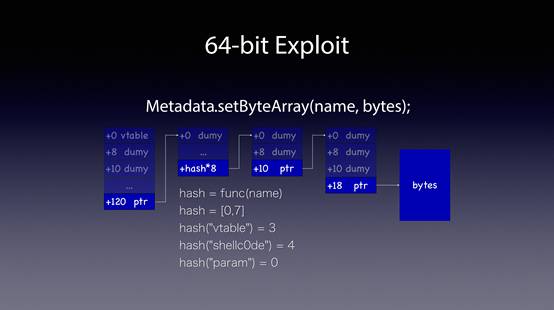 64-bit Exploit
Metadata.setByteArray(name, bytes);
+0 vtable
+8 dumy
+10 dumy
...
+120 ptr
+0 dumy
...
+hash*8
+0 dumy
+8 dumy
+10 ptr
+0 dumy
+8 dumy
+10 dumy
+18 ptr
bytes
hash = func(name)
hash = [0,7]
hash("vtable") = 3
hash("shellc0de") = 4
hash("param") = 0